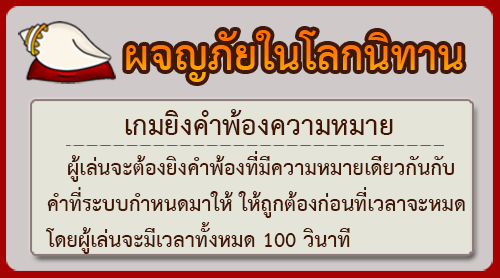 ผจญภัยในโลกนิทาน
เกมยิงคำพ้องความหมาย
ผู้เล่นจะต้องยิงคำพ้องที่มีความหมายเดียวกันกับ
คำที่ระบบกำหนดมาให้ ให้ถูกต้องก่อนที่เวลาจะหมด
โดยผู้เล่นจะมีเวลาทั้งหมด 100 วินาที